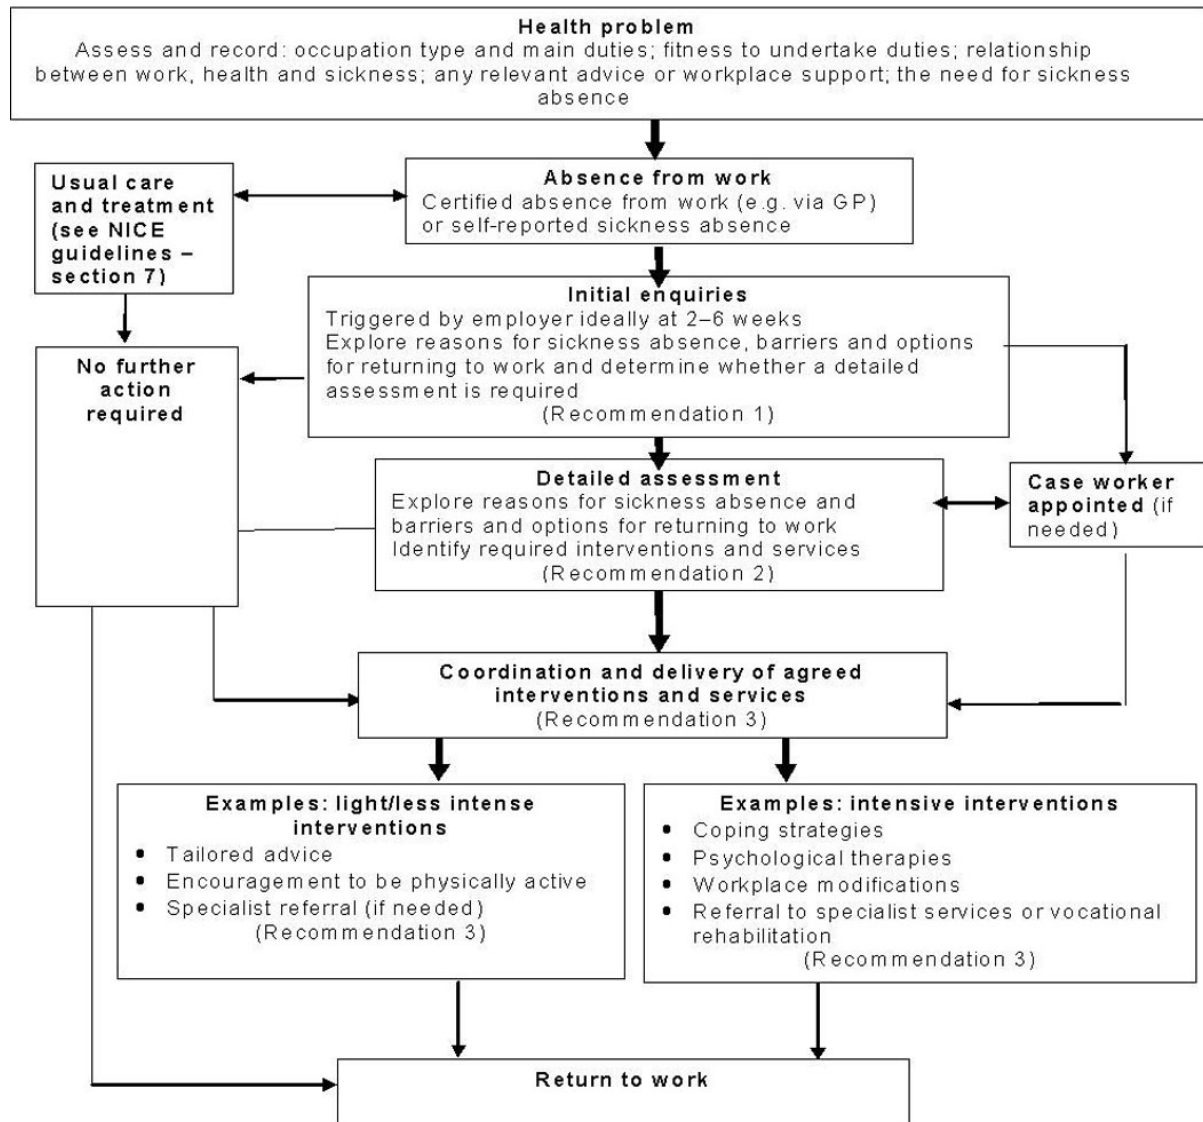 Health problem
Assess and record: occupation type and main duties; fitness to undertake duties; relationship
between work, health and sickness; any relevant advice or workplace support; the need for sickness
absence
Usual care
and treatment
(see NICE
guidelines –
section 7)
Absence from work
Certified absence from work (e.g. via GP)
or self-reported sickness absence
Initial enquiries
Triggered by employer ideally at 2–6 weeks
Explore reasons for sickness absence, barriers and options
for returning to work and determine whether a detailed
assessment is required
(Recommendation 1)
No further
action
required
Detailed assessment
Explore reasons for sickness absence and
barriers and options for returning to work
Identify required interventions and services
(Recommendation 2)
Case worker
appointed (if
needed)
Coordination and delivery of agreed
interventions and services
(Recommendation 3)
Examples: light/less intense
interventions
• Tailored advice
• Encouragement to be physically active
• Specialist referral (if needed)
(Recommendation 3)
Examples: intensive interventions
• Coping strategies
• Psychological therapies
• Workplace modifications
• Referral to specialist services or vocational
rehabilitation
(Recommendation 3)
Return to work